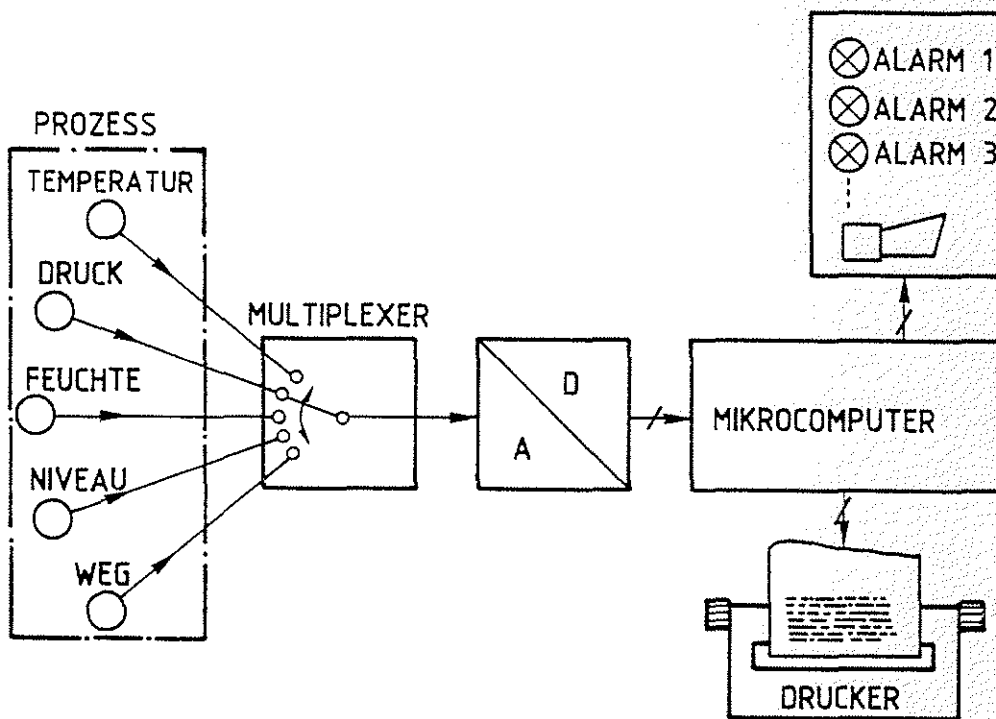 ALARM 1
ALARM 2
ALARM 3
PROZESS
TEMPERATUR
DRUCK
MULTIPLEXER
FEUCHTE
D
A
MIKROCOMPUTER
NIVEAU
WEG
DRUCKER